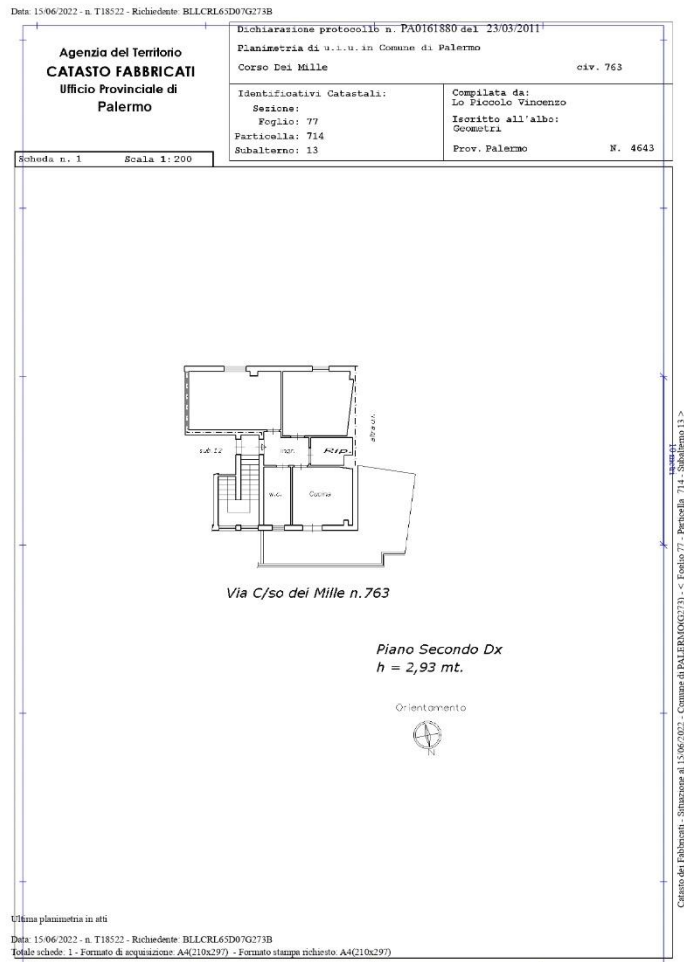 Data: 15/06/2022 - n. T18522 - Richiedente: BLLCRL65D07G273B
Agenzia del Territorio
CATASTO FABBRICATI
Ufficio Provinciale di
Palermo
Dichiarazione protocollo n. PA0161880 del 23/03/2011
Planimetria di u.i.u. in Comune di Palermo
Corso Dei Mille civ. 763
Identificativi Catastali:
Sezione:
Foglio: 77
Particella: 714
Subalterno: 13
Compilata da:
Lo Piccolo Vincenzo
Iscritto all'albo:
Geometri
Prov. Palermo N. 4643
Scheda n. 1 Scala 1:200
altra u.i.
sub 12
ingr.
Rip.
w.c.
Cucina
Via C/so dei Mille n.763
Piano Secondo Dx
h = 2,93 mt.
Orientamento
N
10 metri
Catasto dei Fabbricati - Situazione al 15/06/2022 - Comune di PALERMO(G273) - < Foglio 77 - Particella 714 - Subalterno 13 >
Ultima planimetria in atti
Data: 15/06/2022 - n. T18522 - Richiedente: BLLCRL65D07G273B
Totale schede: 1 - Formato di acquisizione: A4(210x297) - Formato stampa richiesto: A4(210x297)